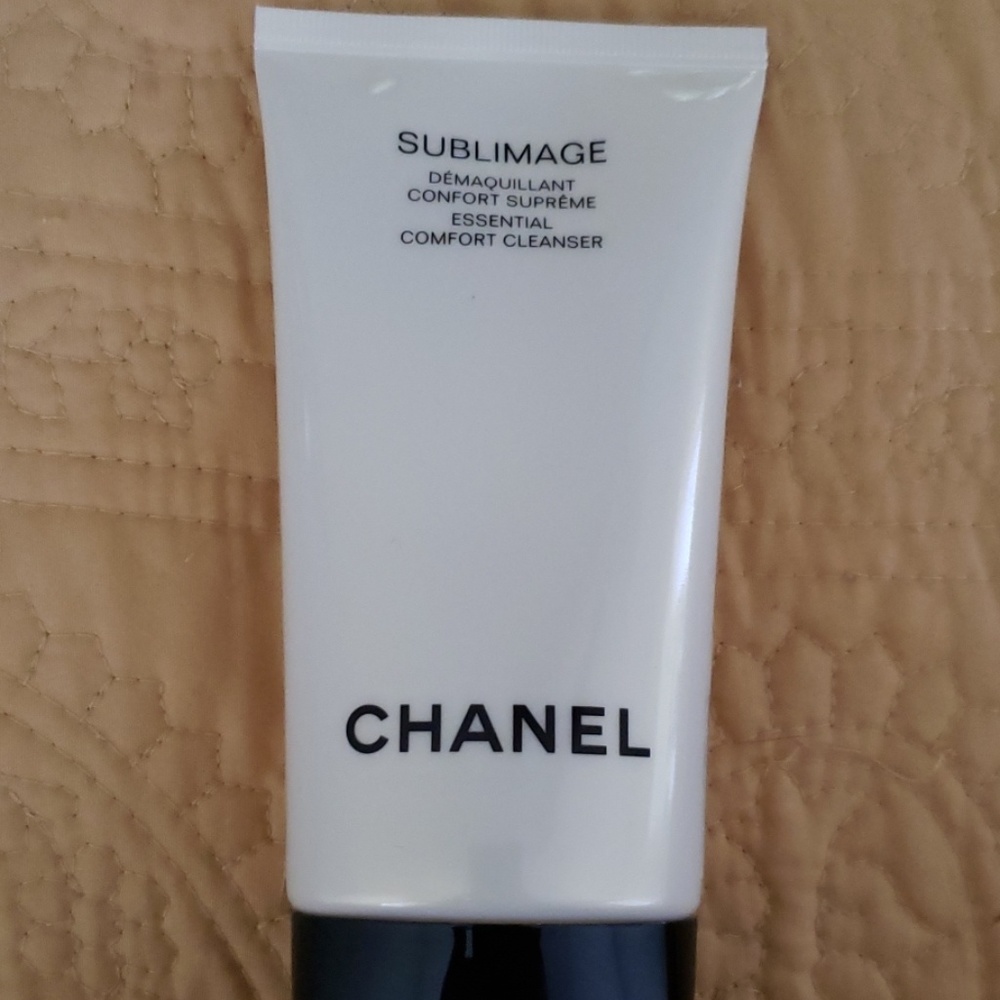 SUBLIMAGE
DÉMAQUILLANT
CONFORT SUPRÊME
ESSENTIAL
COMFORT CLEANSER
CHANEL